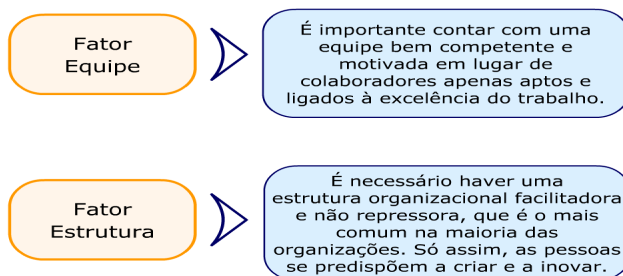 Fator
Equipe
É importante contar com uma
equipe bem competente e
motivada em lugar de
colaboradores apenas aptos e
ligados à excelência do trabalho.
Fator
Estrutura
É necessário haver uma
estrutura organizacional facilitadora
e não repressora, que é o mais
comum na maioria das
organizações. Só assim, as pessoas
se predispõem a criar e a inovar.